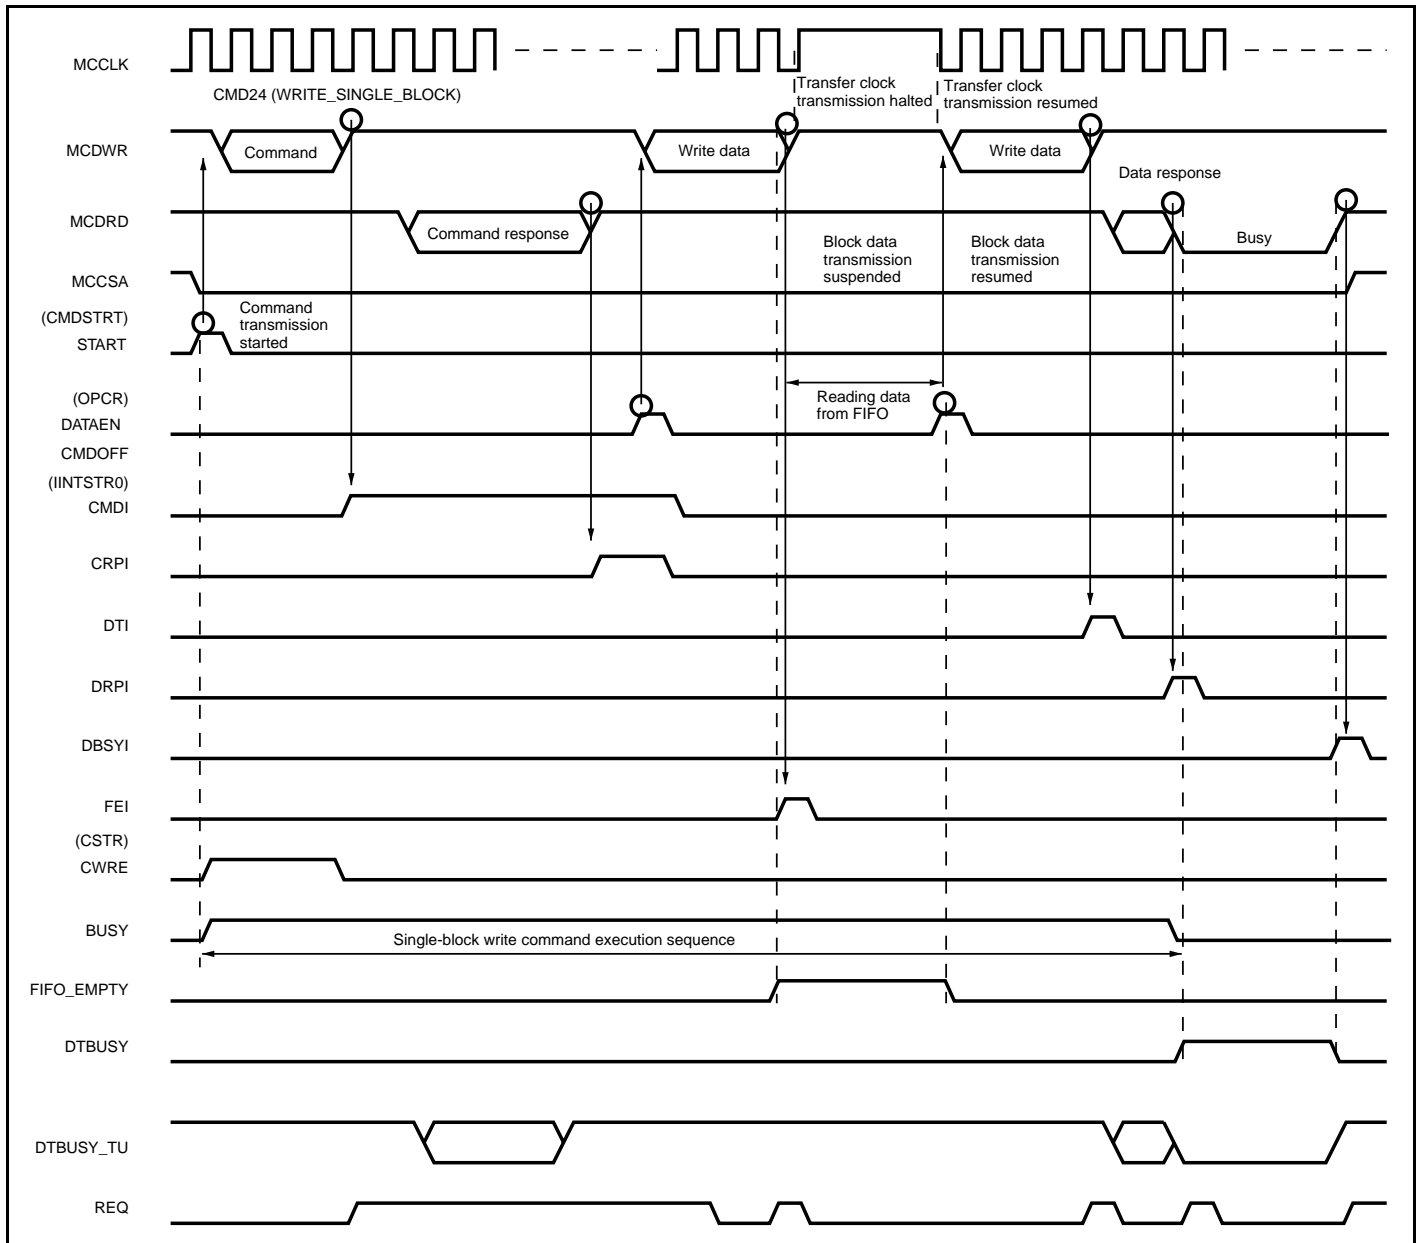 MCCLK
Transfer clock
transmission halted
Transfer clock
transmission resumed
CMD24 (WRITE_SINGLE_BLOCK)
MCDWR
Command
Write data
Write data
Data response
MCDRD
Command response
Block data
transmission
suspended
Block data
transmission
resumed
Busy
MCCSA
(CMDSTRT)
START
Command
transmission
started
(OPCR)
DATAEN
Reading data
from FIFO
CMDOFF
(IINTSTR0)
CMDI
CRPI
DTI
DRPI
DBSYI
FEI
(CSTR)
CWRE
BUSY
Single-block write command execution sequence
FIFO_EMPTY
DTBUSY
DTBUSY_TU
REQ